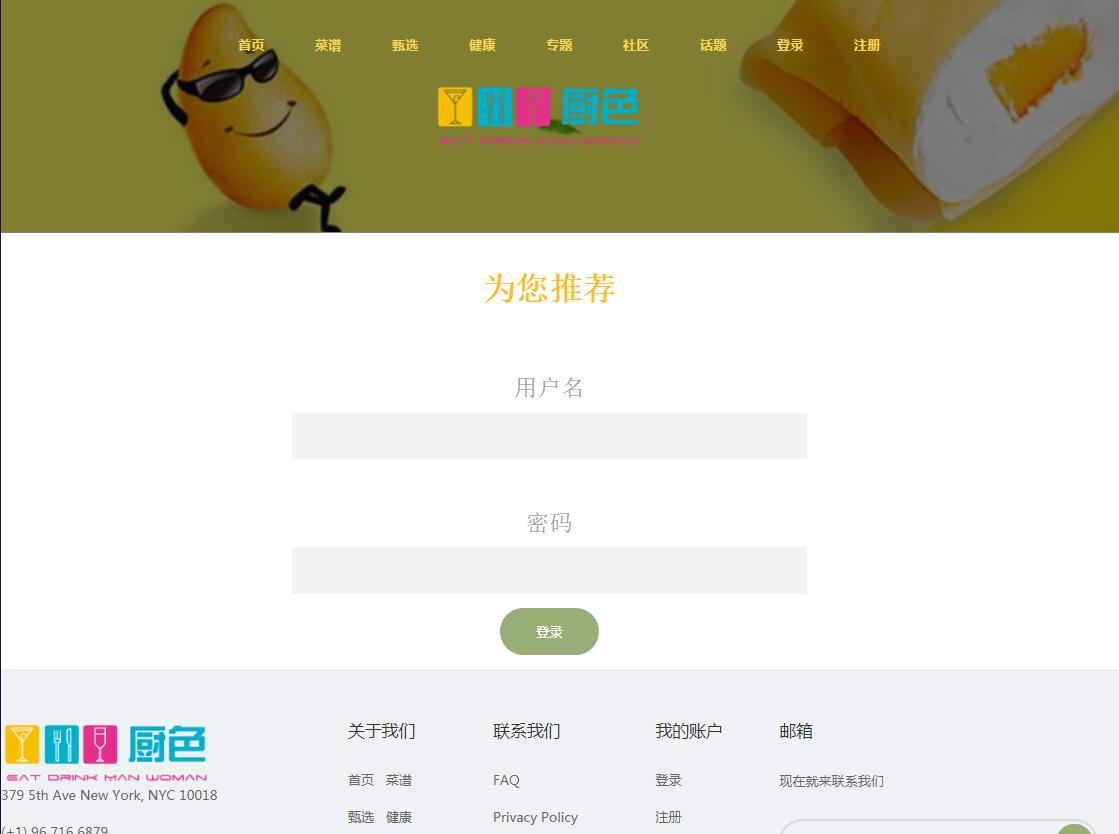 首页 菜谱 甄选 健康 专题 社区 话题 登录 注册
厨色
EAT DRINK MAN WOMAN
为您推荐
用户名
密码
登录
厨色
EAT DRINK MAN WOMAN
379 5th Ave New York, NYC 10018
(+1) 96 716 6879
关于我们
首页 菜谱
甄选 健康
联系我们
FAQ
Privacy Policy
我的账户
登录
注册
邮箱
现在就来联系我们